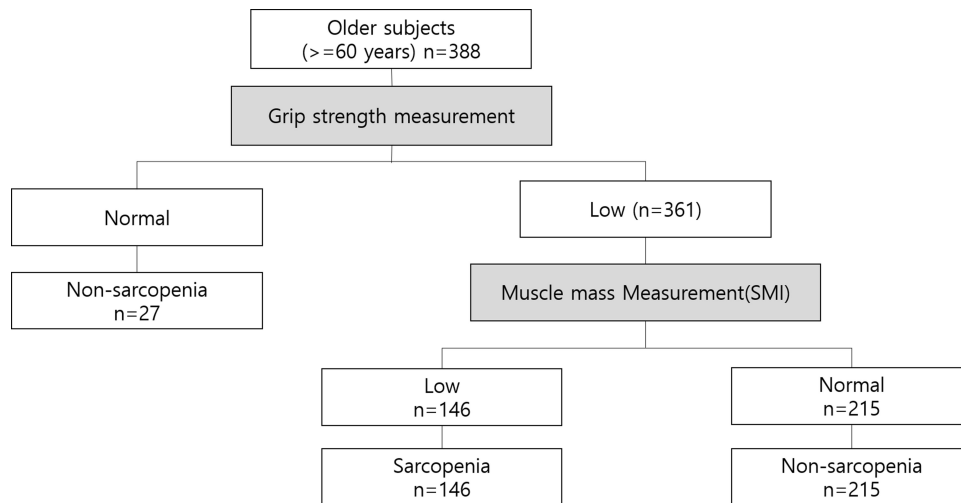 Older subjects
(>=60 years) n=388
Grip strength measurement
Normal
Low (n=361)
Non-sarcopenia
n=27
Muscle mass Measurement(SMI)
Low
n=146
Normal
n=215
Sarcopenia
n=146
Non-sarcopenia
n=215